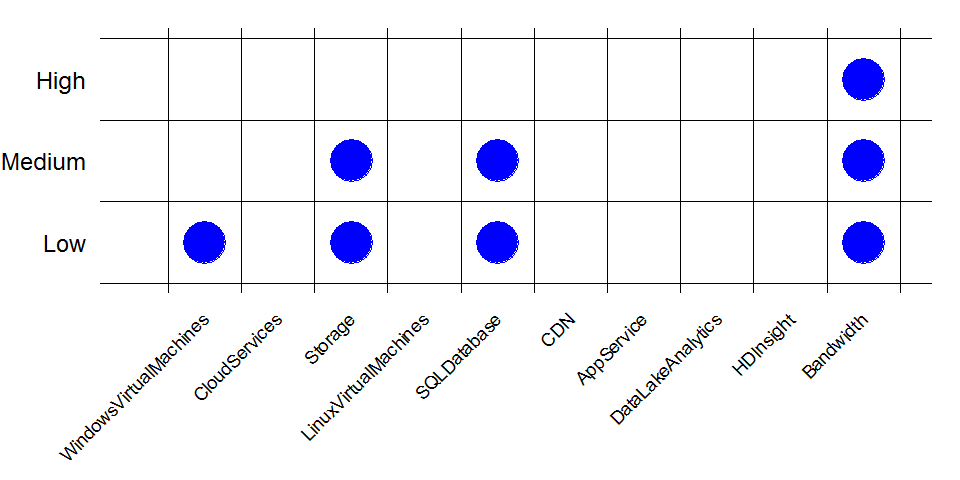 High
Medium
Low
WindowsVirtualMachines
CloudServices
Storage
LinuxVirtualMachines
SQLDatabase
CDN
AppService
DataLakeAnalytics
HDInsight
Bandwidth